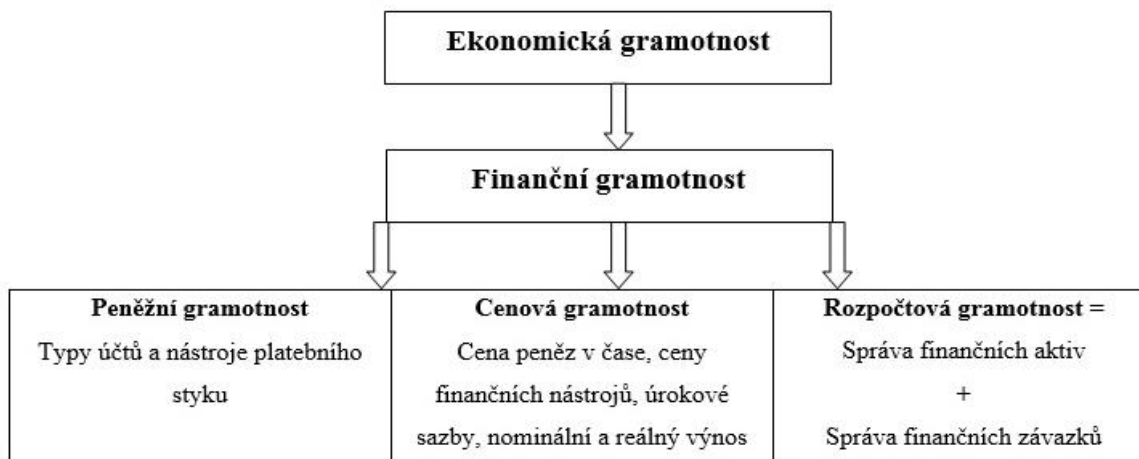 Ekonomická gramotnost
Finanční gramotnost
Peněžní gramotnost
Typy účtů a nástroje platebního
styku
Cenová gramotnost
Cena peněz v čase, ceny
finančních nástrojů, úrokové
sazby, nominální a reálný výnos
Rozpočtová gramotnost =
Správa finančních aktiv
+
Správa finančních závazků